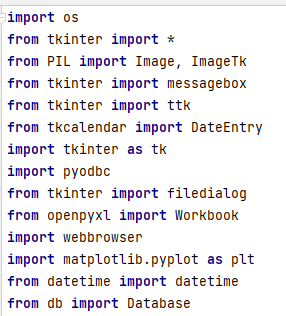 import os
from tkinter import *
from PIL import Image, ImageTk
from tkinter import messagebox
from tkinter import ttk
from tkcalendar import DateEntry
import tkinter as tk
import pyodbc
from tkinter import filedialog
from openpyxl import Workbook
import webbrowser
import matplotlib.pyplot as plt
from datetime import datetime
from db import Database